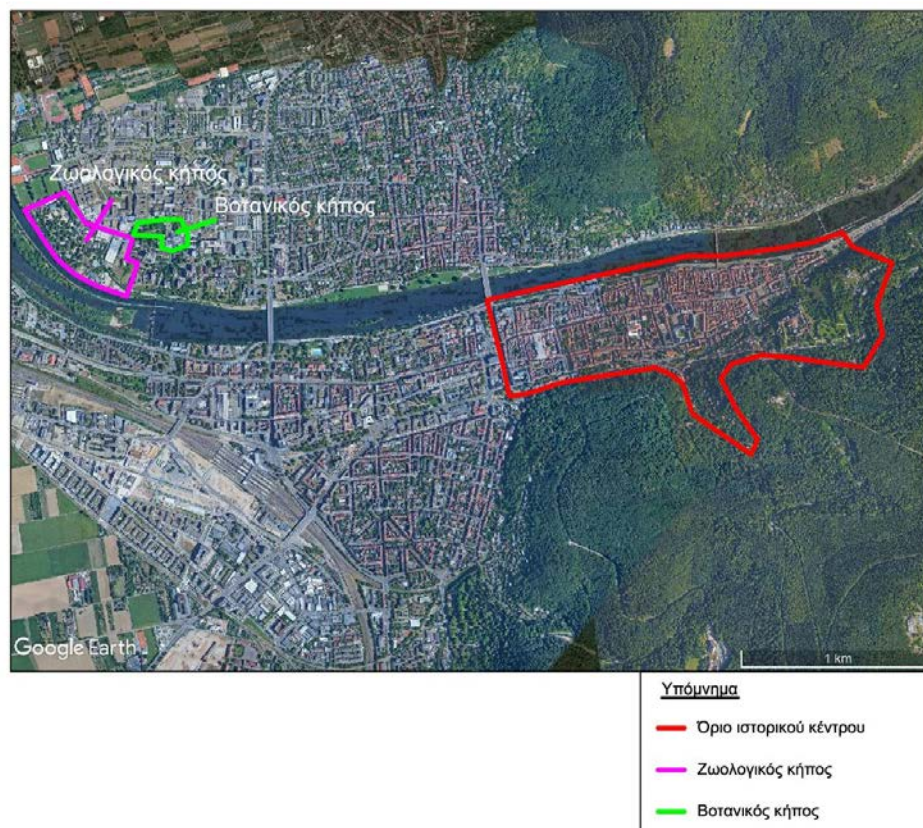 Ζωολογικός κήπος
Βοτανικός κήπος
Google Earth
1 km
Υπόμνημα
Όριο ιστορικού κέντρου
Ζωολογικός κήπος
Βοτανικός κήπος